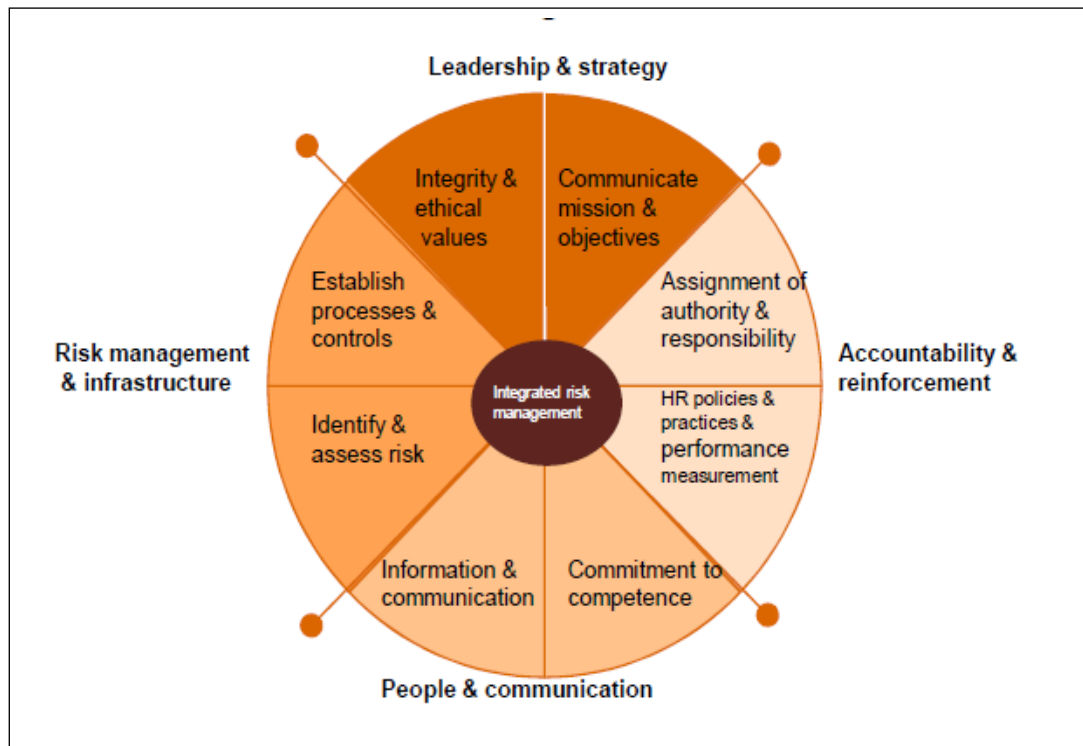 Leadership & strategy
Integrity &
ethical
values
Communicate
mission &
objectives
Establish
processes &
controls
Assignment of
authority &
responsibility
Risk management
& infrastructure
Integrated risk
management
Accountability &
reinforcement
Identify &
assess risk
HR policies &
practices &
performance
measurement
Information &
communication
Commitment to
competence
People & communication